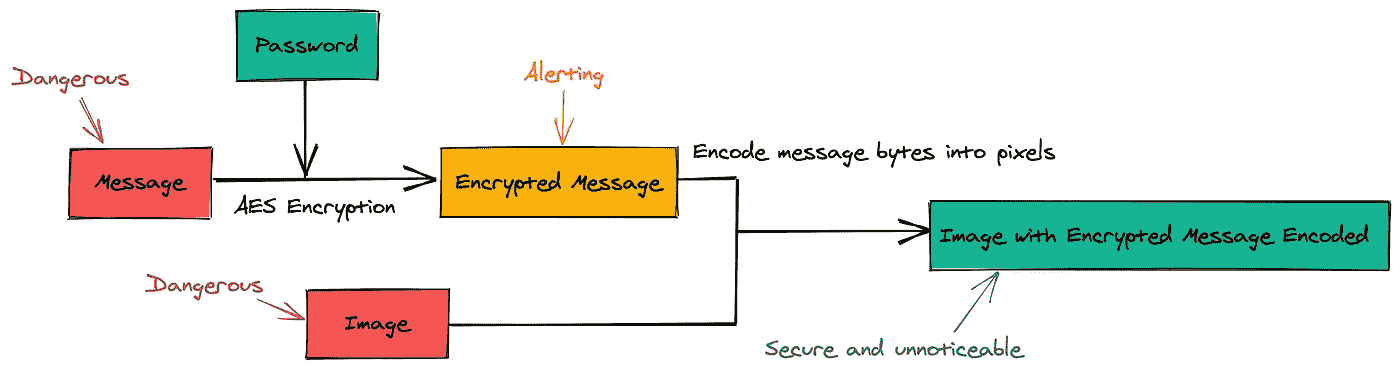 Password
Dangerous
Alerting
Encode message bytes into pixels
Message
AES Encryption
Encrypted Message
Image with Encrypted Message Encoded
Dangerous
Image
Secure and unnoticeable